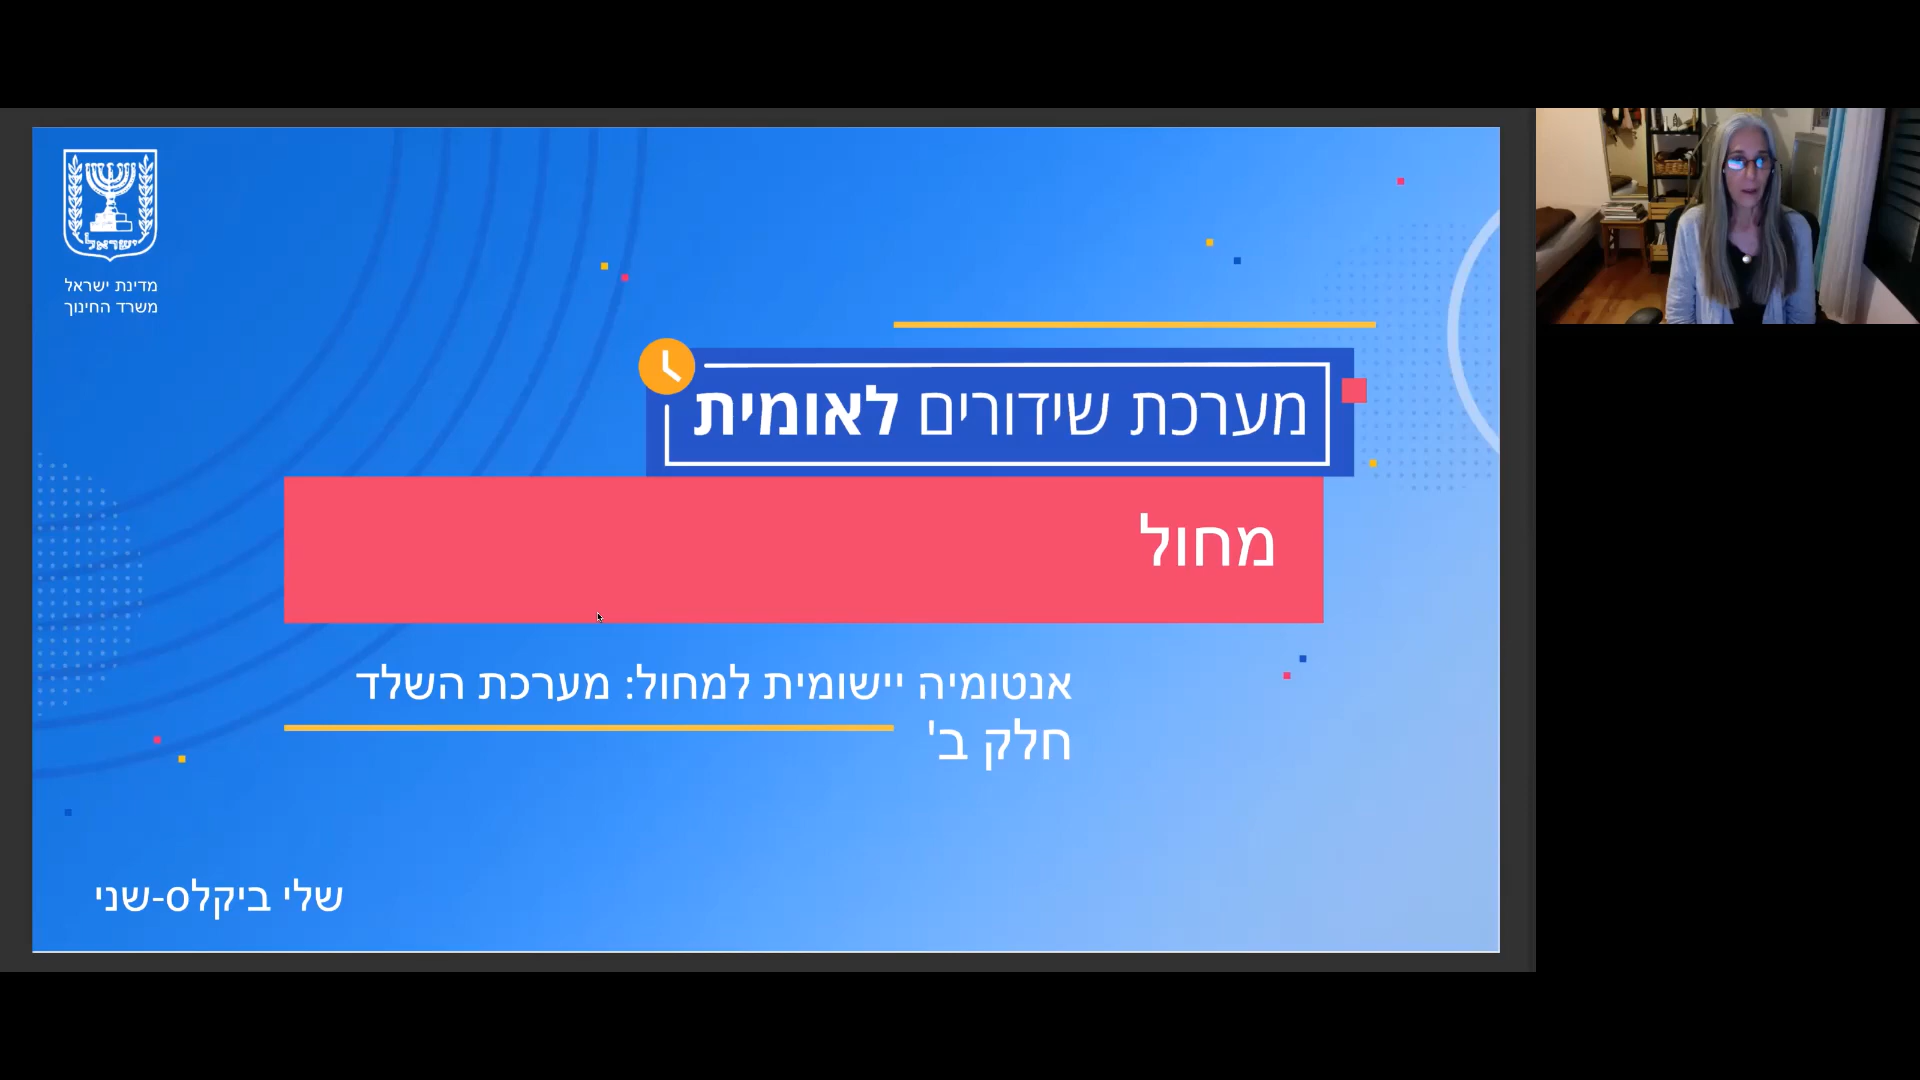 ישראל
מדינת ישראל
משרד החינוך
מערכת שידורים לאומית
מחול
אנטומיה יישומית למחול: מערכת השלד
חלק ב'
שלי ביקלס-שני